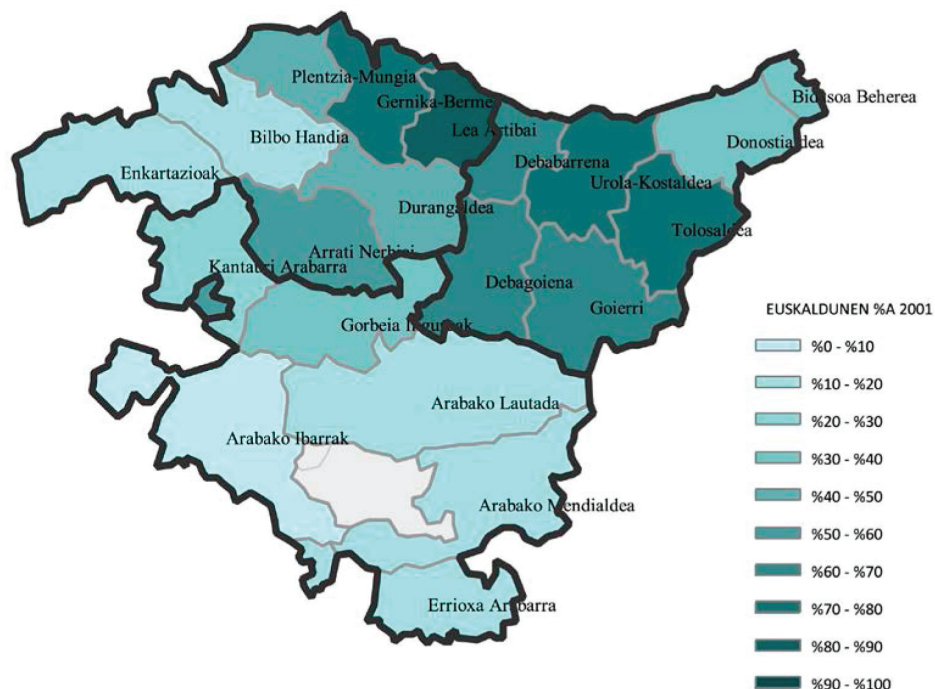 Plentzia-Mungia
Gernika-Berme
Bidasoa Beherea
Bilbo Handia
Lea Artibai
Donostialdea
Debabarrena
Enkartazioak
Urola-Kostaldea
Durangaldea
Tolosaldea
Arrati Nerbioi
Kantauri Arabarra
Debagoiena
Goierri
Gorbeia Inguruak
Arabako Lautada
Arabako Ibarrak
Arabako Mendialdea
Errioxa Arabarra
EUSKALDUNEN %A 2001
%0 - %10
%10 - %20
%20 - %30
%30 - %40
%40 - %50
%50 - %60
%60 - %70
%70 - %80
%80 - %90
%90 - %100